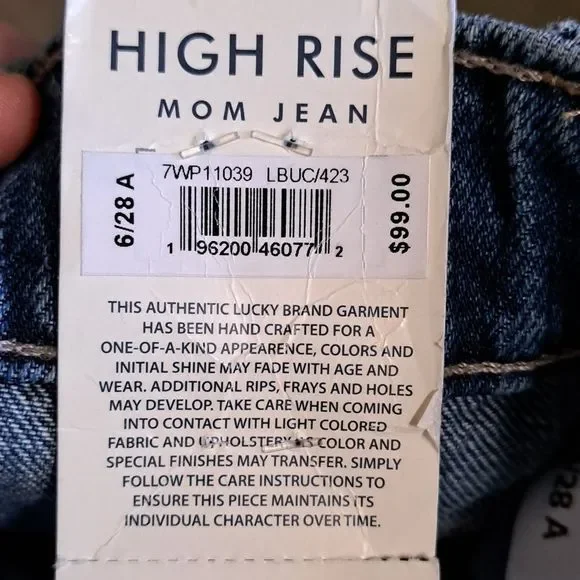 HIGH RISE
MOM JEAN
6/28 A
7WP11039 LBUC/423
1 96200 46077 2
$99.00
THIS AUTHENTIC LUCKY BRAND GARMENT
HAS BEEN HAND CRAFTED FOR A
ONE-OF-A-KIND APPEARENCE, COLORS AND
INITIAL SHINE MAY FADE WITH AGE AND
WEAR. ADDITIONAL RIPS, FRAYS AND HOLES
MAY DEVELOP. TAKE CARE WHEN COMING
INTO CONTACT WITH LIGHT COLORED
FABRIC AND UPHOLSTERY AS COLOR AND
SPECIAL FINISHES MAY TRANSFER. SIMPLY
FOLLOW THE CARE INSTRUCTIONS TO
ENSURE THIS PIECE MAINTAINS ITS
INDIVIDUAL CHARACTER OVER TIME.
28 A